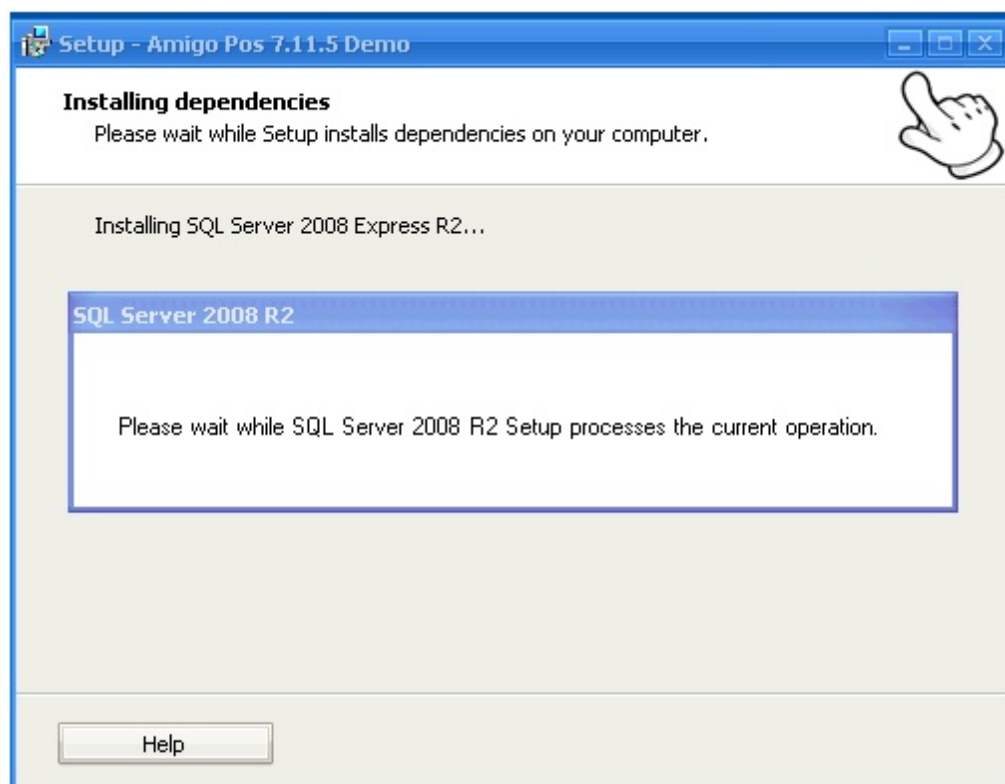 Setup - Amigo Pos 7.11.5 Demo
Installing dependencies
Please wait while Setup installs dependencies on your computer.
Installing SQL Server 2008 Express R2...
SQL Server 2008 R2
Please wait while SQL Server 2008 R2 Setup processes the current operation.
Help